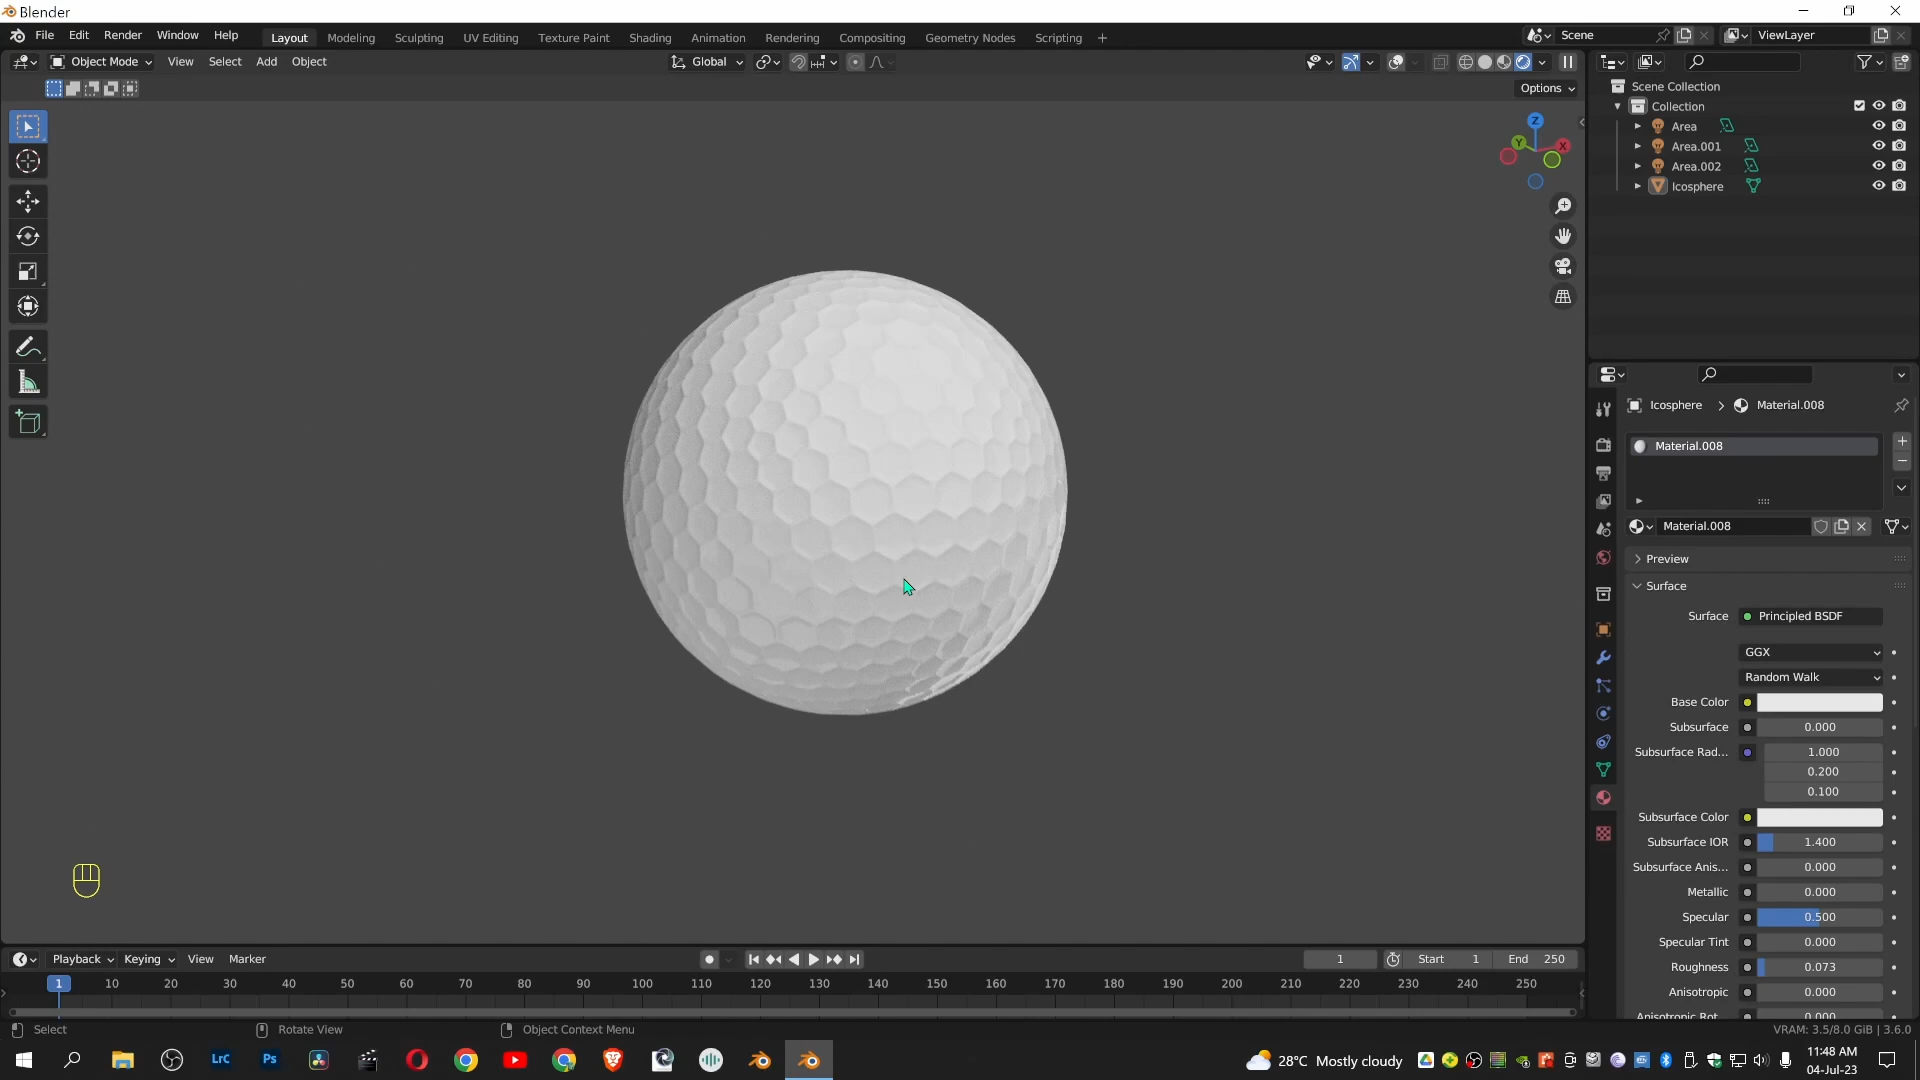 Blender
File Edit Render Window Help Layout Modeling Sculpting UV Editing Texture Paint Shading Animation Rendering Compositing Geometry Nodes Scripting + Scene ViewLayer
Object Mode View Select Add Object Global
Options
Z
Y X
Scene Collection
Collection
Area
Area.001
Area.002
Icosphere
Icosphere > Material.008
Material.008
Material.008
Preview
Surface
Surface Principled BSDF
GGX
Random Walk
Base Color
Subsurface 0.000
Subsurface Rad... 1.000
0.200
0.100
Subsurface Color
Subsurface IOR 1.400
Subsurface Anis... 0.000
Metallic 0.000
Specular 0.500
Specular Tint 0.000
Roughness 0.073
Anisotropic 0.000
Anisotropic Rot... 0.000
Playback Keying View Marker 1 Start 1 End 250
1 10 20 30 40 50 60 70 80 90 100 110 120 130 140 150 160 170 180 190 200 210 220 230 240 250
Select Rotate View Object Context Menu VRAM: 3.5/8.0 GiB | 3.6.0
LrC Ps 28°C Mostly cloudy 11:48 AM
04-Jul-23